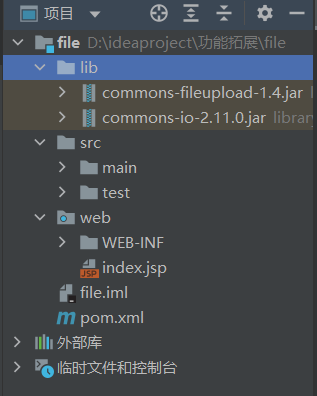 项目
file D:\ideaproject\功能拓展\file
lib
commons-fileupload-1.4.jar
commons-io-2.11.0.jar library
src
main
test
web
WEB-INF
JSP index.jsp
file.iml
m pom.xml
外部库
临时文件和控制台